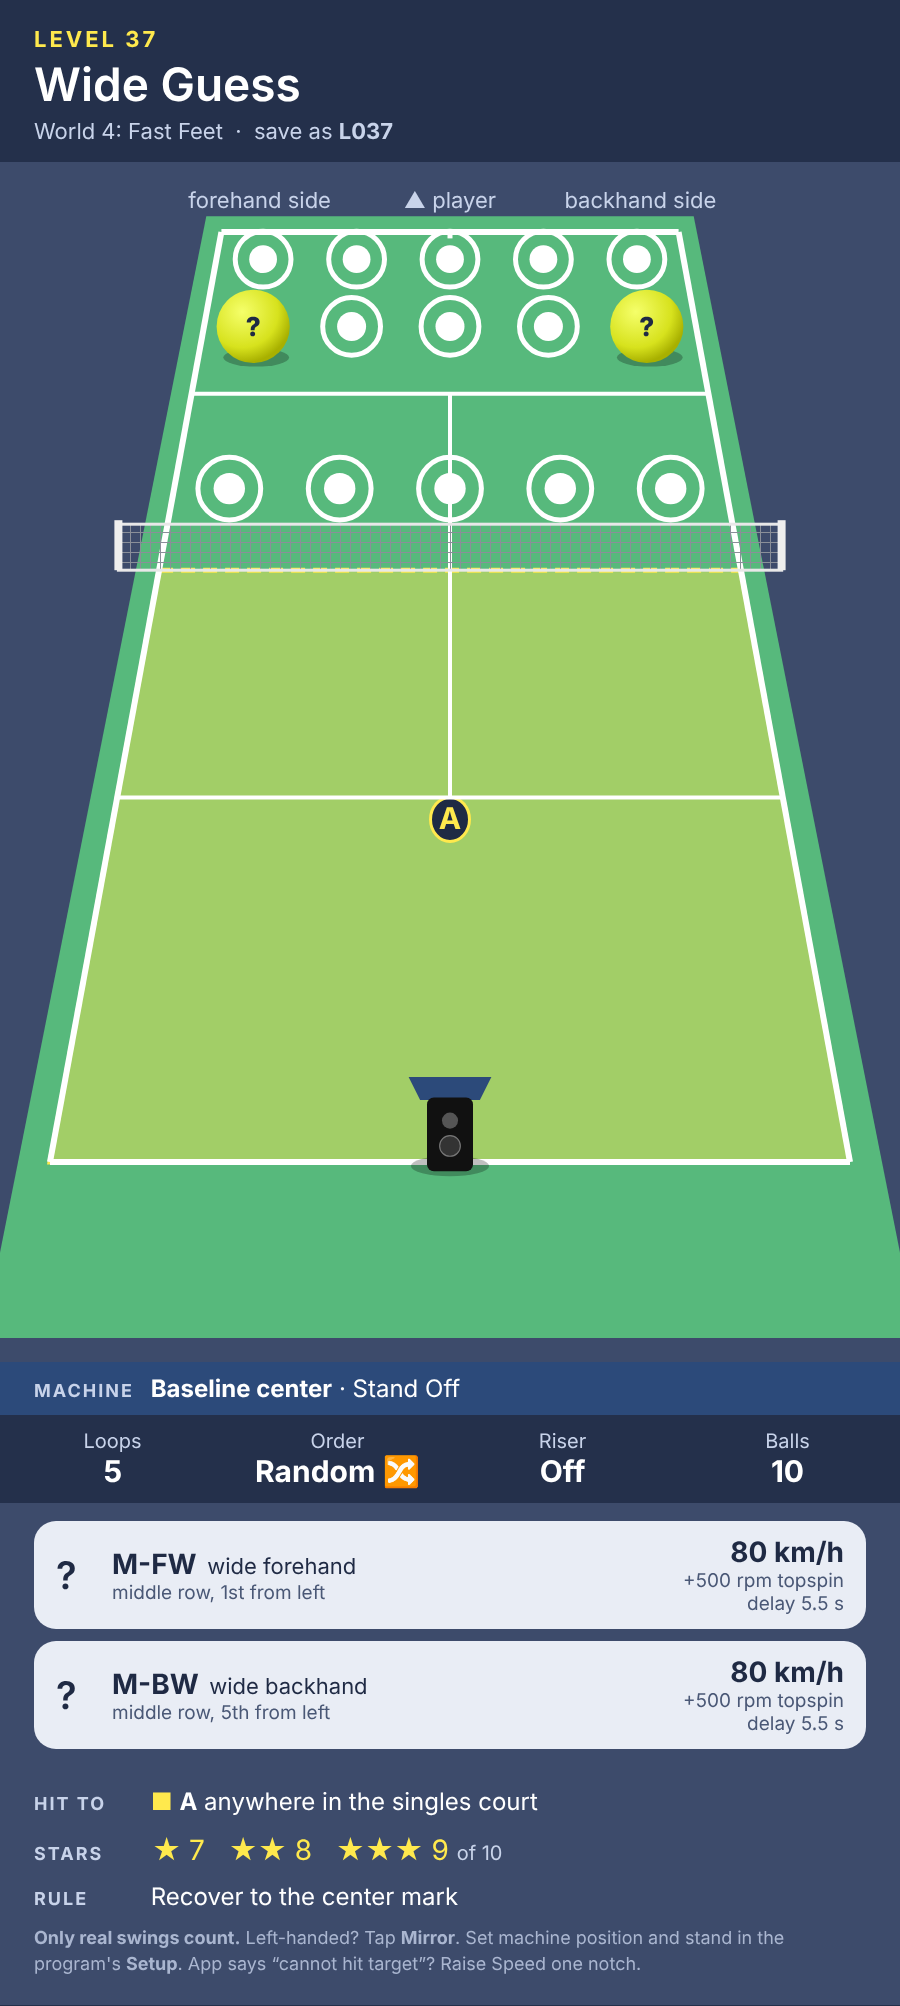 LEVEL 37
Wide Guess
World 4: Fast Feet · save as L037
forehand side ▲ player backhand side
? ?
A
MACHINE Baseline center · Stand Off
Loops Order Riser Balls
5 Random 🔀 Off 10
? M-FW wide forehand 80 km/h
middle row, 1st from left +500 rpm topspin
delay 5.5 s
? M-BW wide backhand 80 km/h
middle row, 5th from left +500 rpm topspin
delay 5.5 s
HIT TO A anywhere in the singles court
STARS ★ 7 ★★ 8 ★★★ 9 of 10
RULE Recover to the center mark
Only real swings count. Left-handed? Tap Mirror. Set machine position and stand in the
program's Setup. App says “cannot hit target”? Raise Speed one notch.